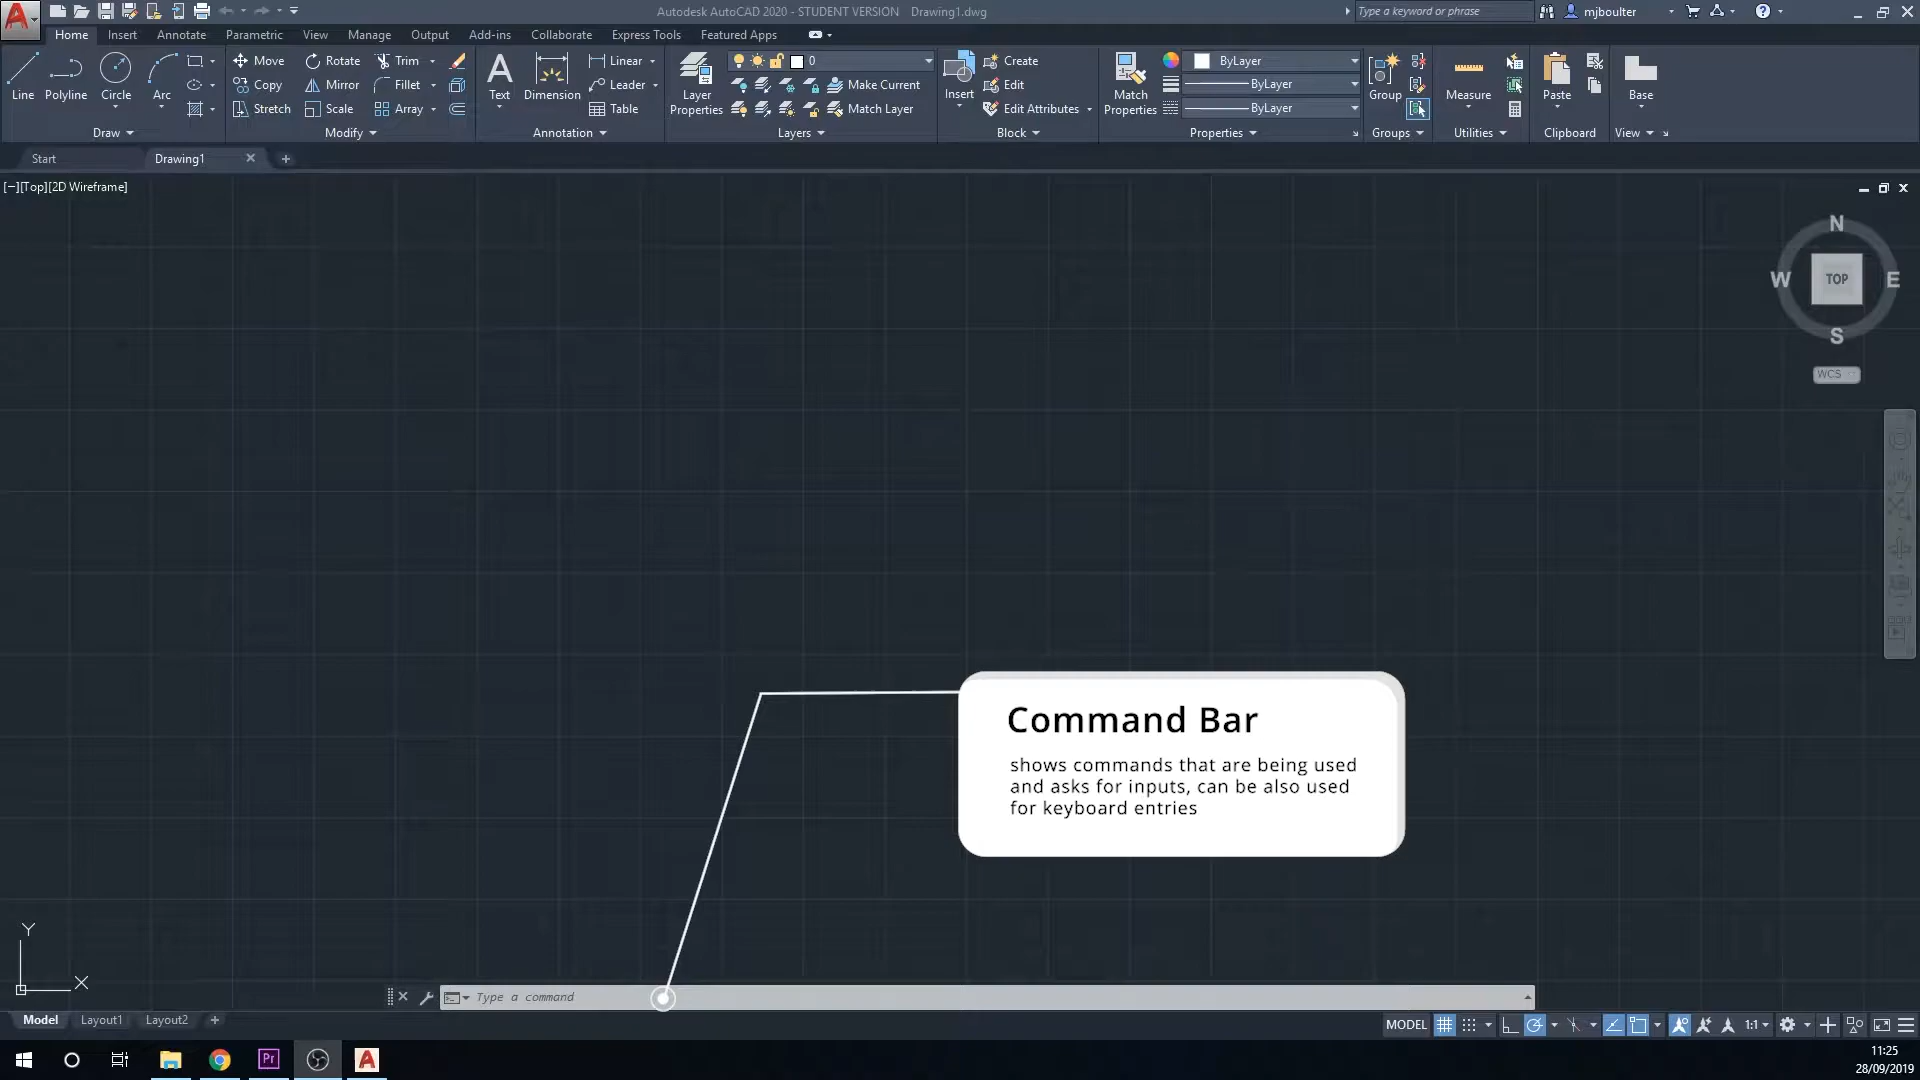 Autodesk AutoCAD 2020 - STUDENT VERSION Drawing1.dwg
Type a keyword or phrase
mjboulter
Home Insert Annotate Parametric View Manage Output Add-ins Collaborate Express Tools Featured Apps
Line Polyline Circle Arc
Move Rotate Trim
Copy Mirror Fillet
Stretch Scale Array
Text Dimension
Linear
Leader
Table
Layer Properties
0
Make Current
Match Layer
Insert
Create
Edit
Edit Attributes
Match Properties
ByLayer
ByLayer
ByLayer
Group
Measure
Paste
Base
Draw Modify Annotation Layers Block Properties Groups Utilities Clipboard View
Start Drawing1
[−][Top][2D Wireframe]
N
W TOP E
S
WCS
Command Bar
shows commands that are being used
and asks for inputs, can be also used
for keyboard entries
Y
X
Type a command
Model Layout1 Layout2
MODEL 1:1
Pr
11:25
28/09/2019